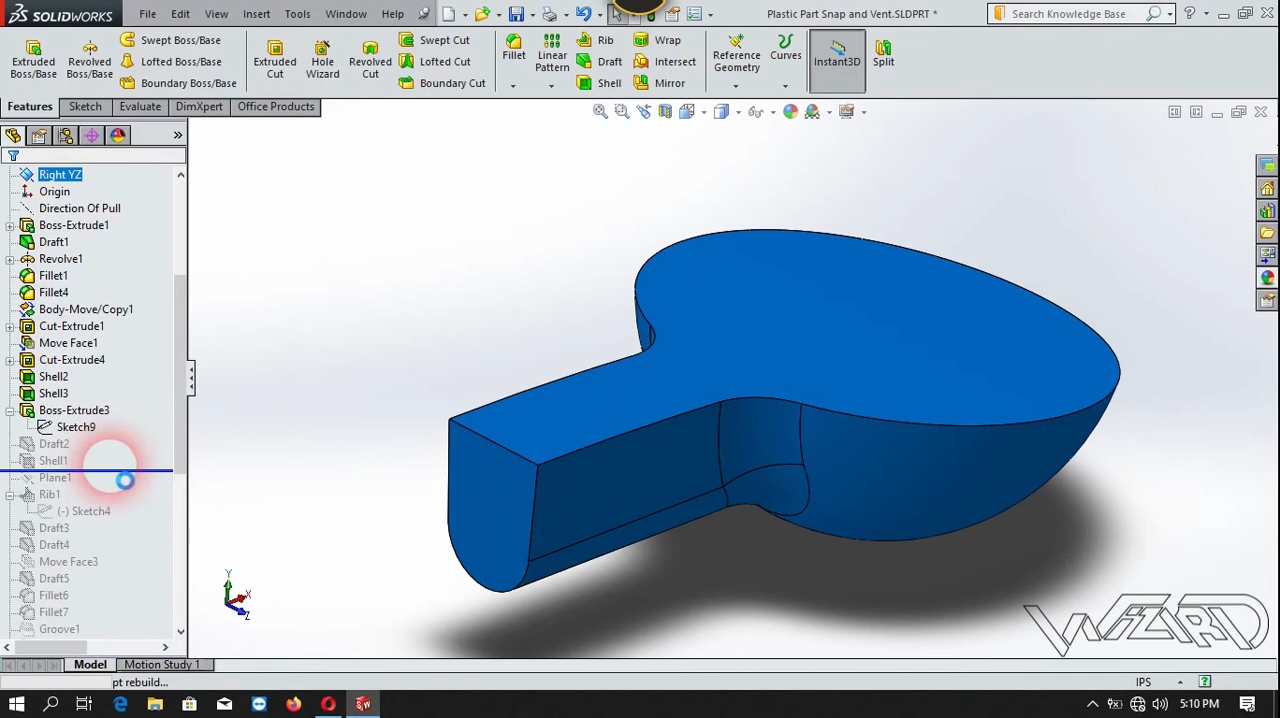 SOLIDWORKS File Edit View Insert Tools Window Help Plastic Part Snap and Vent.SLDPRT * Search Knowledge Base ?
Extruded Boss/Base
Revolved Boss/Base
Swept Boss/Base
Lofted Boss/Base
Boundary Boss/Base
Extruded Cut
Hole Wizard
Revolved Cut
Swept Cut
Lofted Cut
Boundary Cut
Fillet
Linear Pattern
Rib
Draft
Shell
Wrap
Intersect
Mirror
Reference Geometry
Curves
Instant3D
Split
Features Sketch Evaluate DimXpert Office Products
Right YZ
Origin
Direction Of Pull
Boss-Extrude1
Draft1
Revolve1
Fillet1
Fillet4
Body-Move/Copy1
Cut-Extrude1
Move Face1
Cut-Extrude4
Shell2
Shell3
Boss-Extrude3
Sketch9
Draft2
Shell1
Plane1
Rib1
(-) Sketch4
Draft3
Draft4
Move Face3
Draft5
Fillet6
Fillet7
Groove1
Y
X
Z
WIZARD
Model Motion Study 1
pt rebuild... IPS
5:10 PM